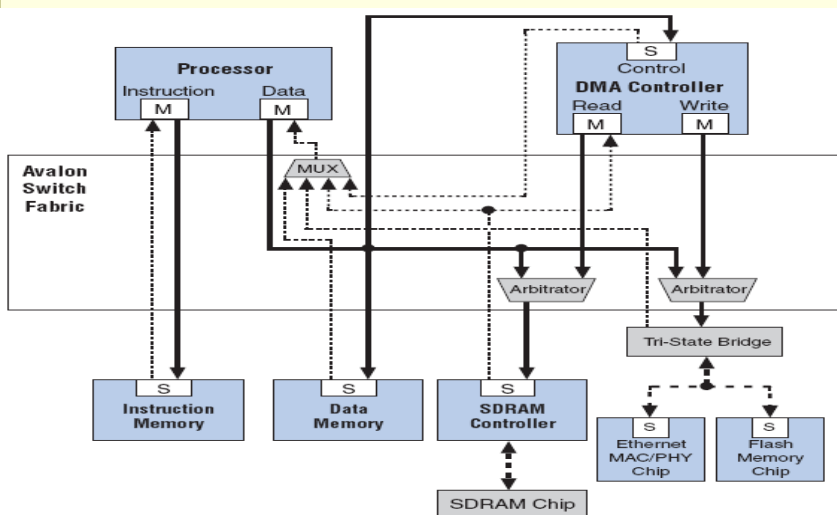 S
Control
DMA Controller
Read Write
M M
Processor
Instruction Data
M M
Avalon
Switch
Fabric
MUX
Arbitrator Arbitrator
Tri-State Bridge
S
Instruction
Memory
S
Data
Memory
S
SDRAM
Controller
S
Ethernet
MAC/PHY
Chip
S
Flash
Memory
Chip
SDRAM Chip